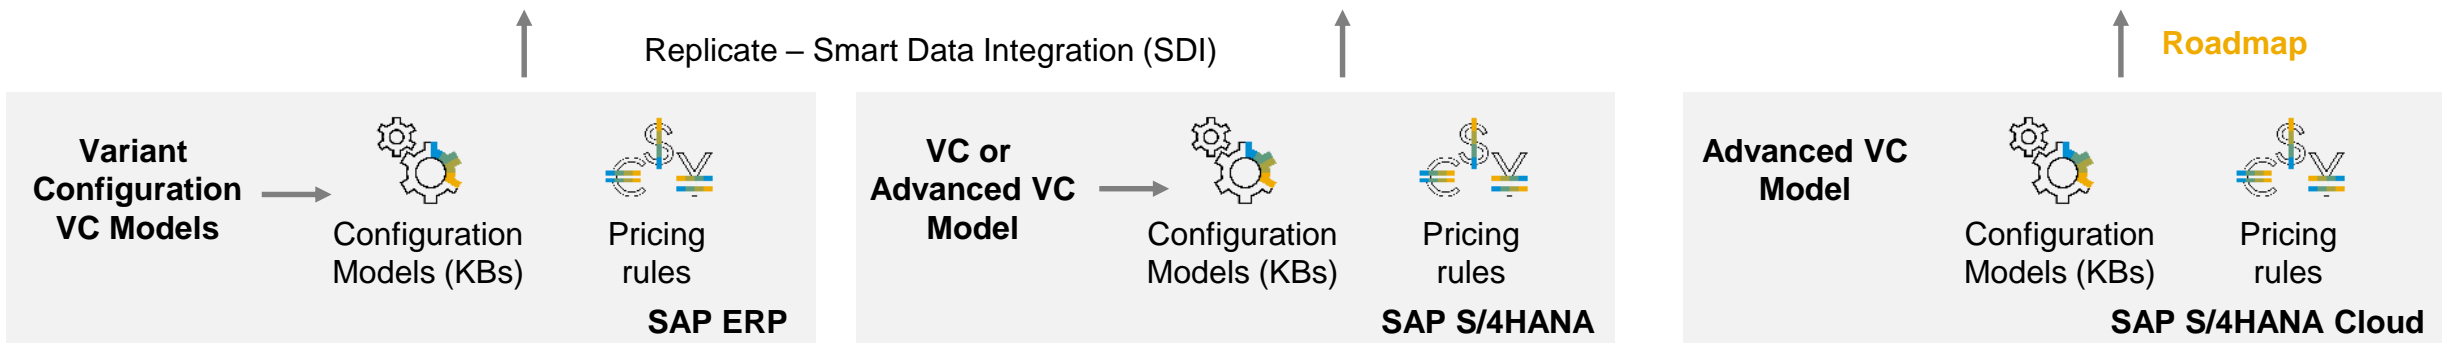 Replicate – Smart Data Integration (SDI)
Roadmap
Variant
Configuration
VC Models
Configuration
Models (KBs)
Pricing
rules
SAP ERP
VC or
Advanced VC
Model
Configuration
Models (KBs)
Pricing
rules
SAP S/4HANA
Advanced VC
Model
Configuration
Models (KBs)
Pricing
rules
SAP S/4HANA Cloud